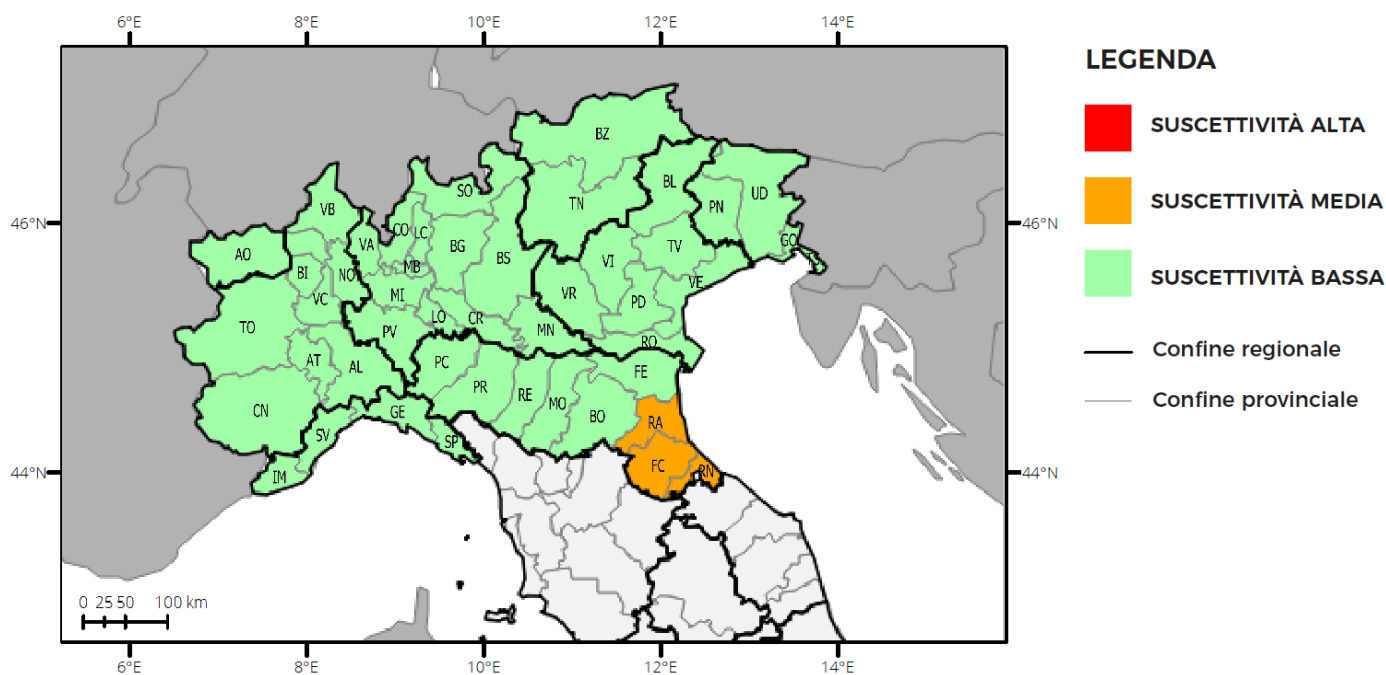 6°E 8°E 10°E 12°E 14°E
LEGENDA
SUSCETTIVITÀ ALTA
SUSCETTIVITÀ MEDIA
SUSCETTIVITÀ BASSA
Confine regionale
Confine provinciale
BZ
SO BL UD
VB TN PN
46°N 46°N
CO LC GO
AO VA BG TV
BI NO MB BS VI VE
VC MI VR PD
TO PV LO CR MN RO
AT AL PC FE
PR RE MO BO RA
CN GE
SV SP
44°N IM FC RN 44°N
0 25 50 100 km
6°E 8°E 10°E 12°E 14°E